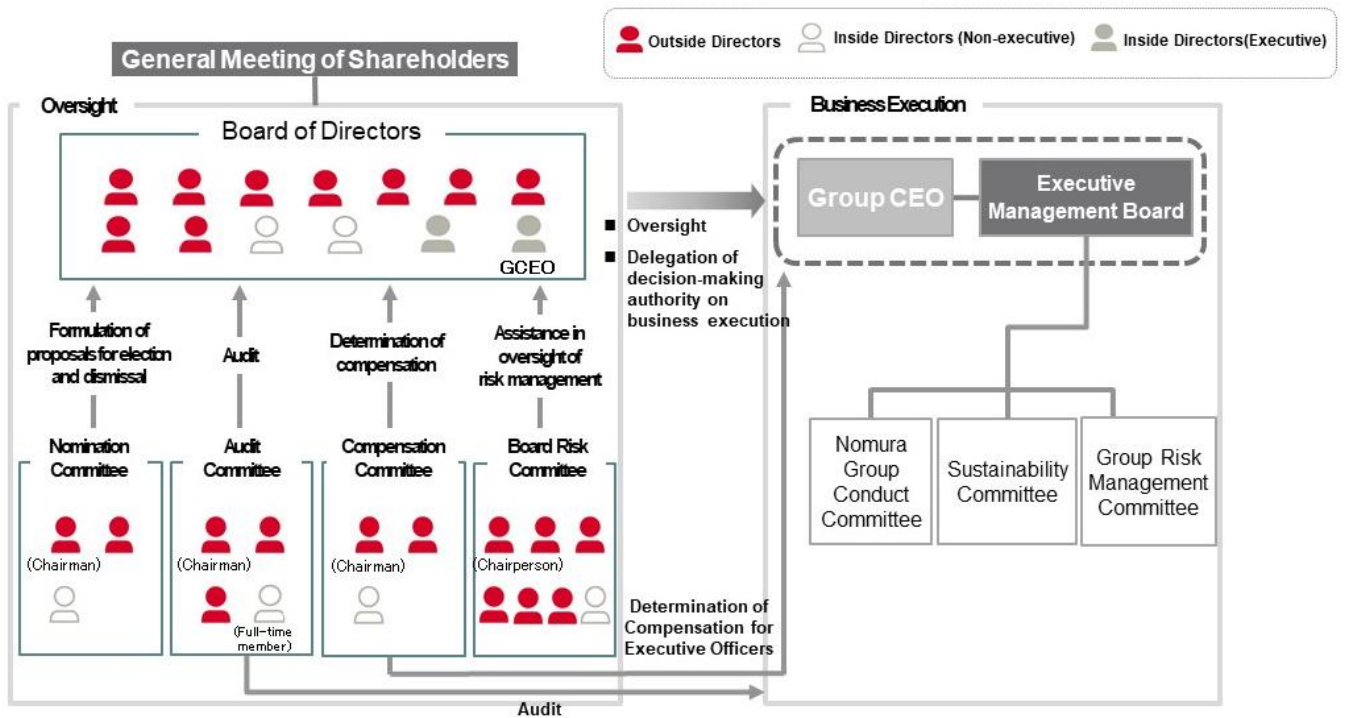 Outside Directors
Inside Directors (Non-executive)
Inside Directors(Executive)
General Meeting of Shareholders
Oversight
Board of Directors
GCEO
Formulation of
proposals for election
and dismissal
Audit
Determination of
compensation
Assistance in
oversight of
risk management
Nomination
Committee
(Chairman)
Audit
Committee
(Chairman)
(Full-time
member)
Compensation
Committee
(Chairman)
Board Risk
Committee
(Chairperson)
■ Oversight
■ Delegation of
decision-making
authority on
business execution
Determination of
Compensation for
Executive Officers
Audit
Business Execution
Group CEO
Executive
Management Board
Nomura
Group
Conduct
Committee
Sustainability
Committee
Group Risk
Management
Committee